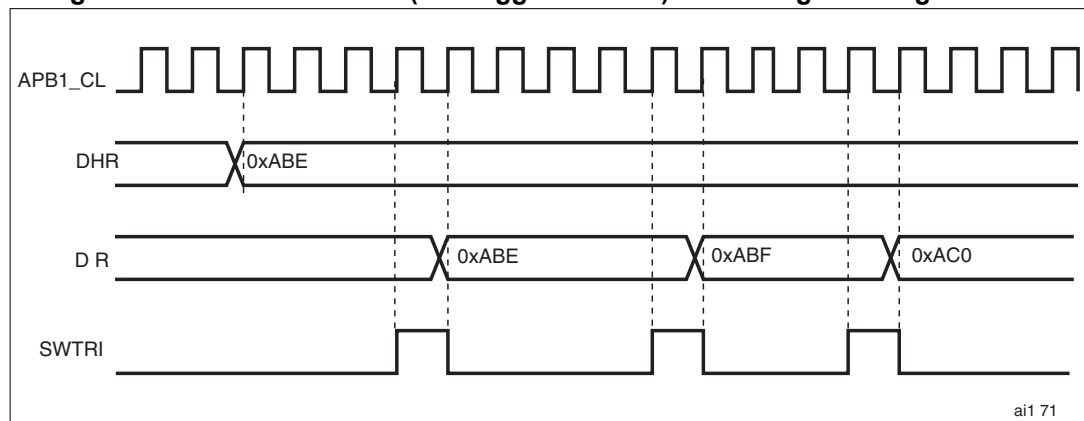 APB1_CL
DHR
0xABE
D R
0xABE
0xABF
0xAC0
SWTRI
ai1 71